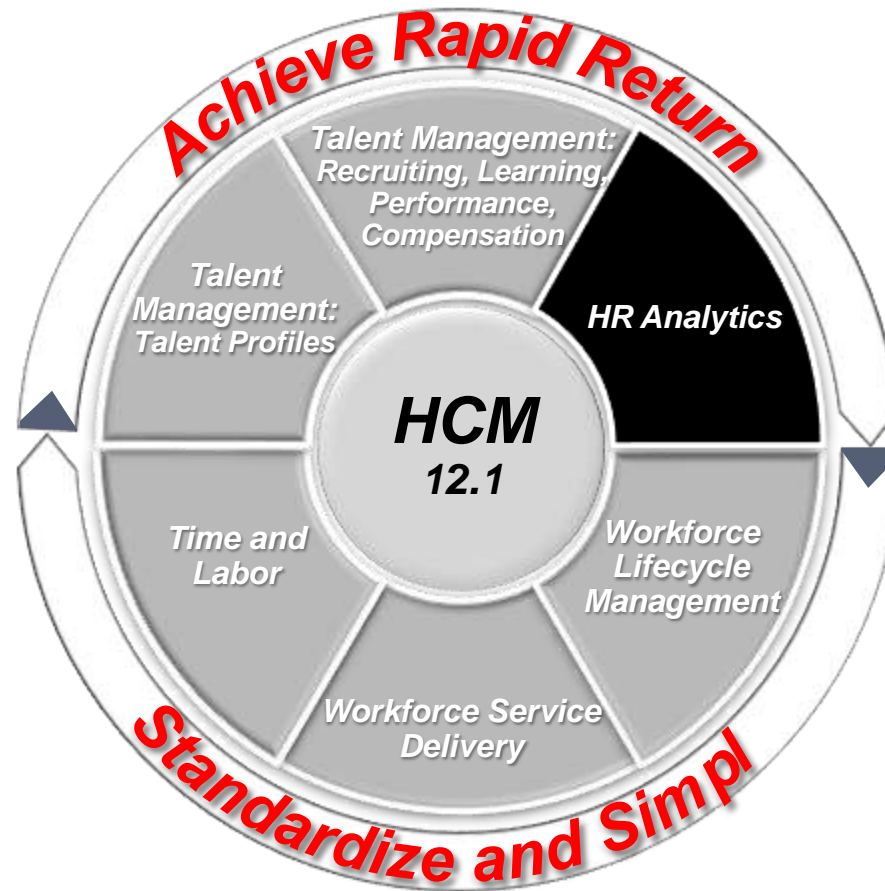 Achieve Rapid Return
Talent Management:
Recruiting, Learning,
Performance,
Compensation
Talent
Management:
Talent Profiles
HR Analytics
HCM
12.1
Time and
Labor
Workforce
Lifecycle
Management
Workforce Service
Delivery
Standardize and Simpl